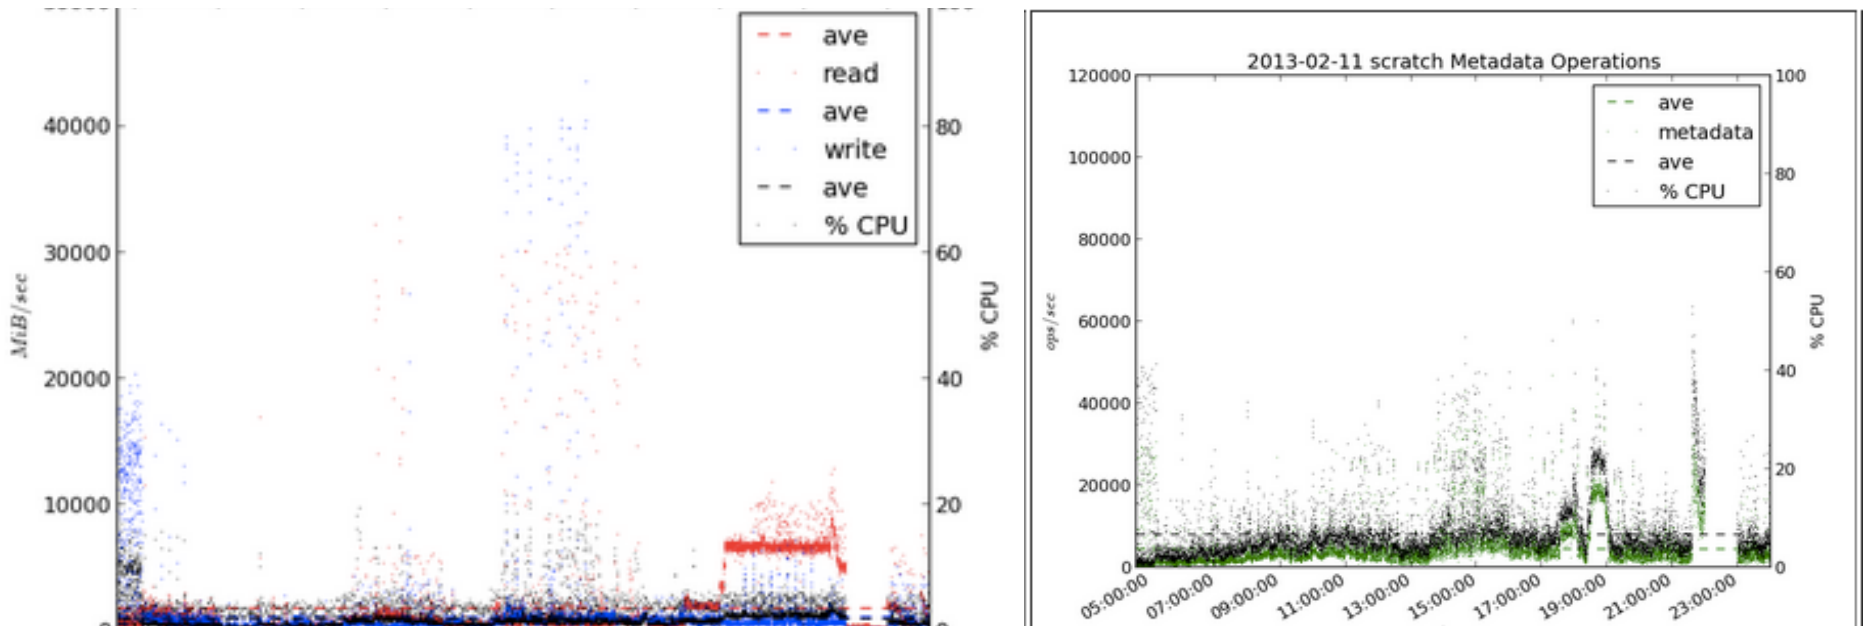 ave
read
ave
write
ave
% CPU
40000
30000
20000
10000
80
60
40
20
MiB/sec
% CPU
2013-02-11 scratch Metadata Operations
120000
100000
80000
60000
40000
20000
0
100
80
60
40
20
0
ave
metadata
ave
% CPU
ops/sec
% CPU
05:00:00
07:00:00
09:00:00
11:00:00
13:00:00
15:00:00
17:00:00
19:00:00
21:00:00
23:00:00